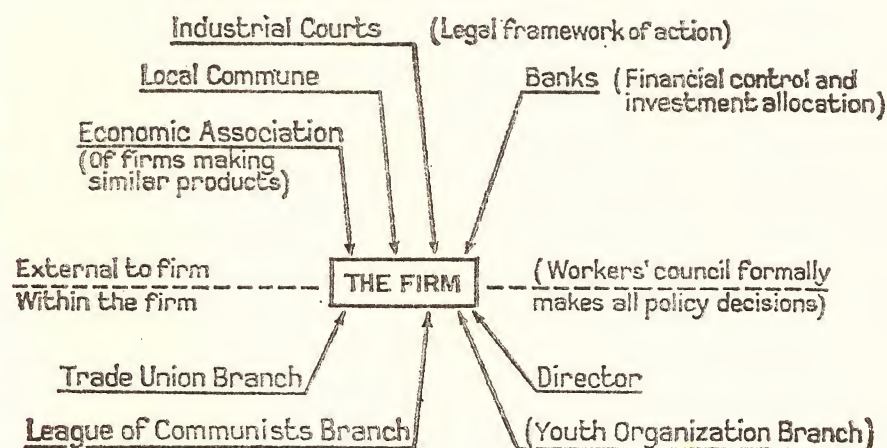 Industrial Courts (Legal framework of action)
Local Commune
Banks (Financial control and
investment allocation)
Economic Association
(Of firms making
similar products)
External to firm
Within the firm
THE FIRM
(Workers' council formally
makes all policy decisions)
Trade Union Branch
Director
League of Communists Branch
(Youth Organization Branch)